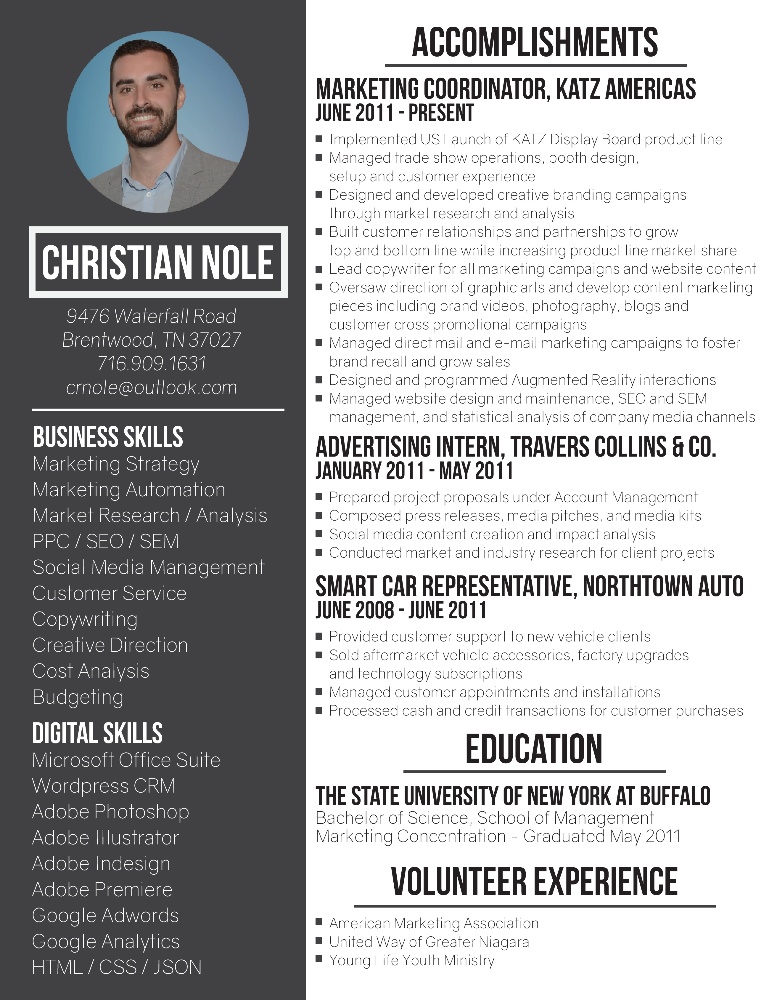 CHRISTIAN NOLE
9476 Waterfall Road
Brentwood, TN 37027
716.909.1631
crnole@outlook.com
BUSINESS SKILLS
Marketing Strategy
Marketing Automation
Market Research / Analysis
PPC / SEO / SEM
Social Media Management
Customer Service
Copywriting
Creative Direction
Cost Analysis
Budgeting
DIGITAL SKILLS
Microsoft Office Suite
Wordpress CRM
Adobe Photoshop
Adobe Illustrator
Adobe Indesign
Adobe Premiere
Google Adwords
Google Analytics
HTML / CSS / JSON
ACCOMPLISHMENTS
MARKETING COORDINATOR, KATZ AMERICAS
JUNE 2011 - PRESENT
Implemented US Launch of KATZ Display Board product line
Managed trade show operations, booth design,
setup and customer experience
Designed and developed creative branding campaigns
through market research and analysis
Built customer relationships and partnerships to grow
top and bottom line while increasing product line market share
Lead copywriter for all marketing campaigns and website content
Oversaw direction of graphic arts and develop content marketing
pieces including brand videos, photography, blogs and
customer cross promotional campaigns
Managed direct mail and e-mail marketing campaigns to foster
brand recall and grow sales
Designed and programmed Augmented Reality interactions
Managed website design and maintenance, SEO and SEM
management, and statistical analysis of company media channels
ADVERTISING INTERN, TRAVERS COLLINS & CO.
JANUARY 2011 - MAY 2011
Prepared project proposals under Account Management
Composed press releases, media pitches, and media kits
Social media content creation and impact analysis
Conducted market and industry research for client projects
SMART CAR REPRESENTATIVE, NORTHTOWN AUTO
JUNE 2008 - JUNE 2011
Provided customer support to new vehicle clients
Sold aftermarket vehicle accessories, factory upgrades
and technology subscriptions
Managed customer appointments and installations
Processed cash and credit transactions for customer purchases
EDUCATION
THE STATE UNIVERSITY OF NEW YORK AT BUFFALO
Bachelor of Science, School of Management
Marketing Concentration - Graduated May 2011
VOLUNTEER EXPERIENCE
American Marketing Association
United Way of Greater Niagara
Young Life Youth Ministry